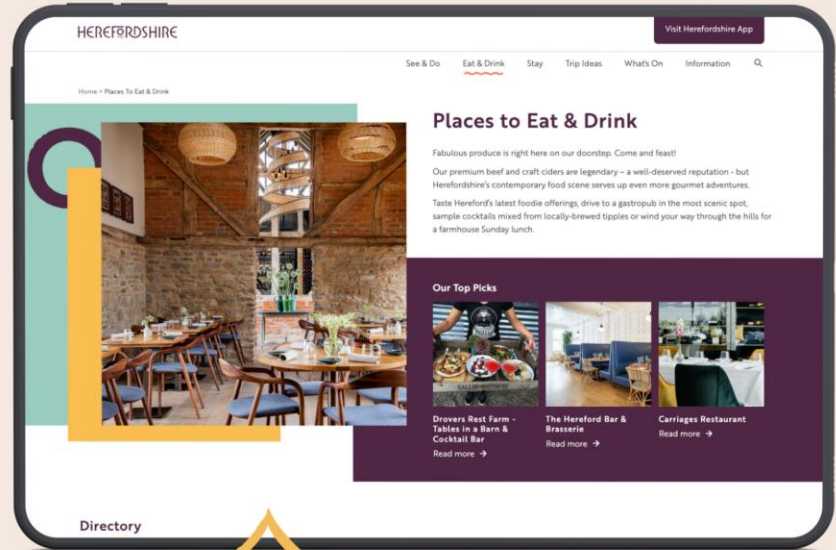 HEREFORDSHIRE
Visit Herefordshire App
See & Do Eat & Drink Stay Trip Ideas What's On Information
Home > Places To Eat & Drink
Places to Eat & Drink
Fabulous produce is right here on our doorstep. Come and feast!
Our premium beef and craft ciders are legendary – a well-deserved reputation - but
Herefordshire's contemporary food scene serves up even more gourmet adventures.
Taste Hereford's latest foodie offerings, drive to a gastropub in the most scenic spot,
sample cocktails mixed from locally-brewed tipples or wind your way through the hills for
a farmhouse Sunday lunch.
Our Top Picks
Drovers Rest Farm -
Tables in a Barn &
Cocktail Bar
Read more →
The Hereford Bar &
Brasserie
Read more →
Carriages Restaurant
Read more →
Directory